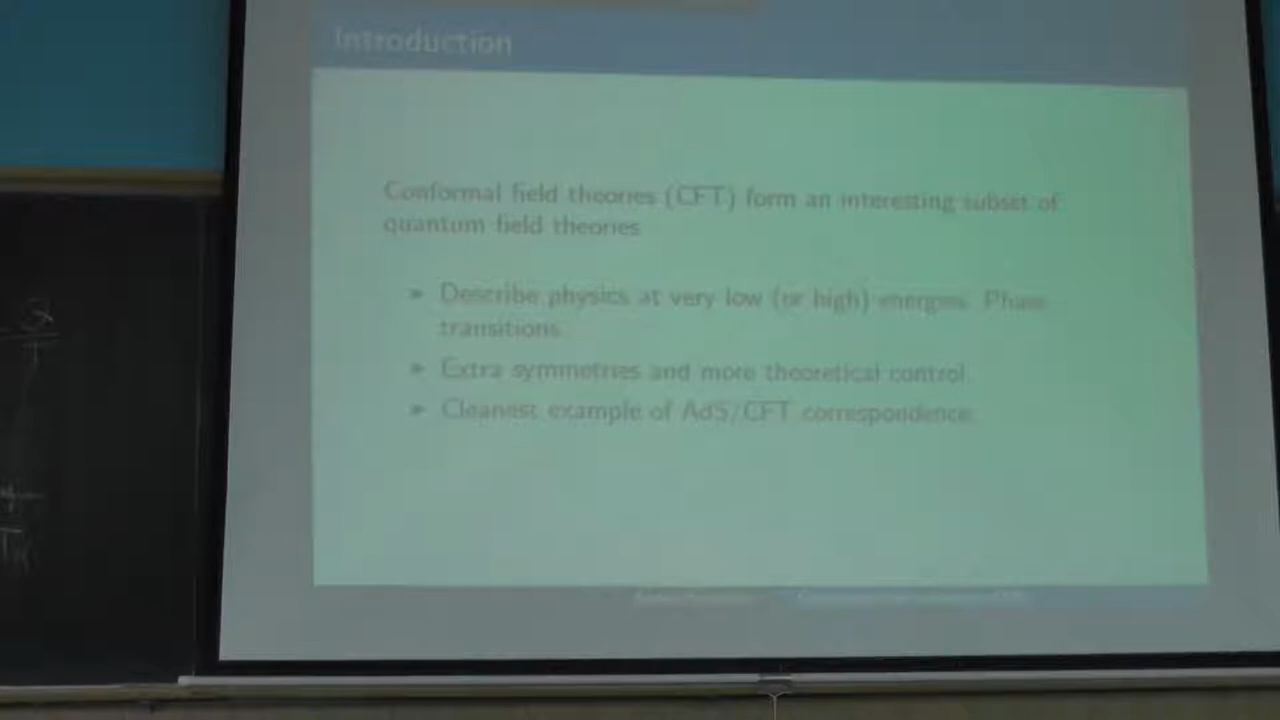 Introduction
Conformal field theories (CFT) form an interesting subset of
quantum field theories
Describe physics at very low (or high) energies. Phase
transitions.
Extra symmetries and more theoretical control
Cleanest example of AdS/CFT correspondence.